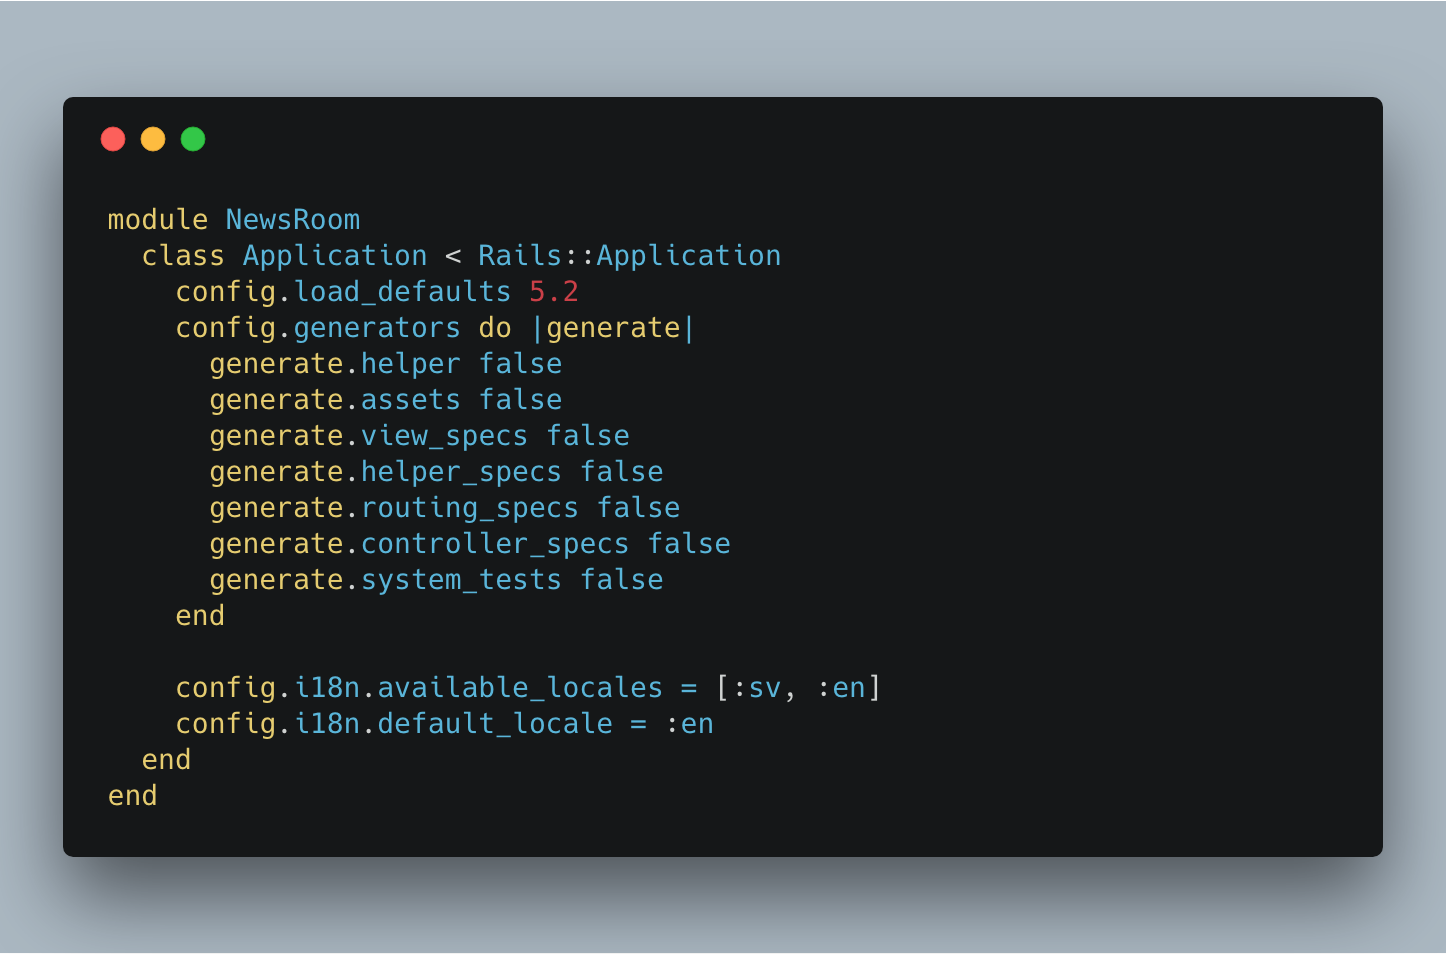 module NewsRoom
  class Application < Rails::Application
    config.load_defaults 5.2
    config.generators do |generate|
      generate.helper false
      generate.assets false
      generate.view_specs false
      generate.helper_specs false
      generate.routing_specs false
      generate.controller_specs false
      generate.system_tests false
    end

    config.i18n.available_locales = [:sv, :en]
    config.i18n.default_locale = :en
  end
end